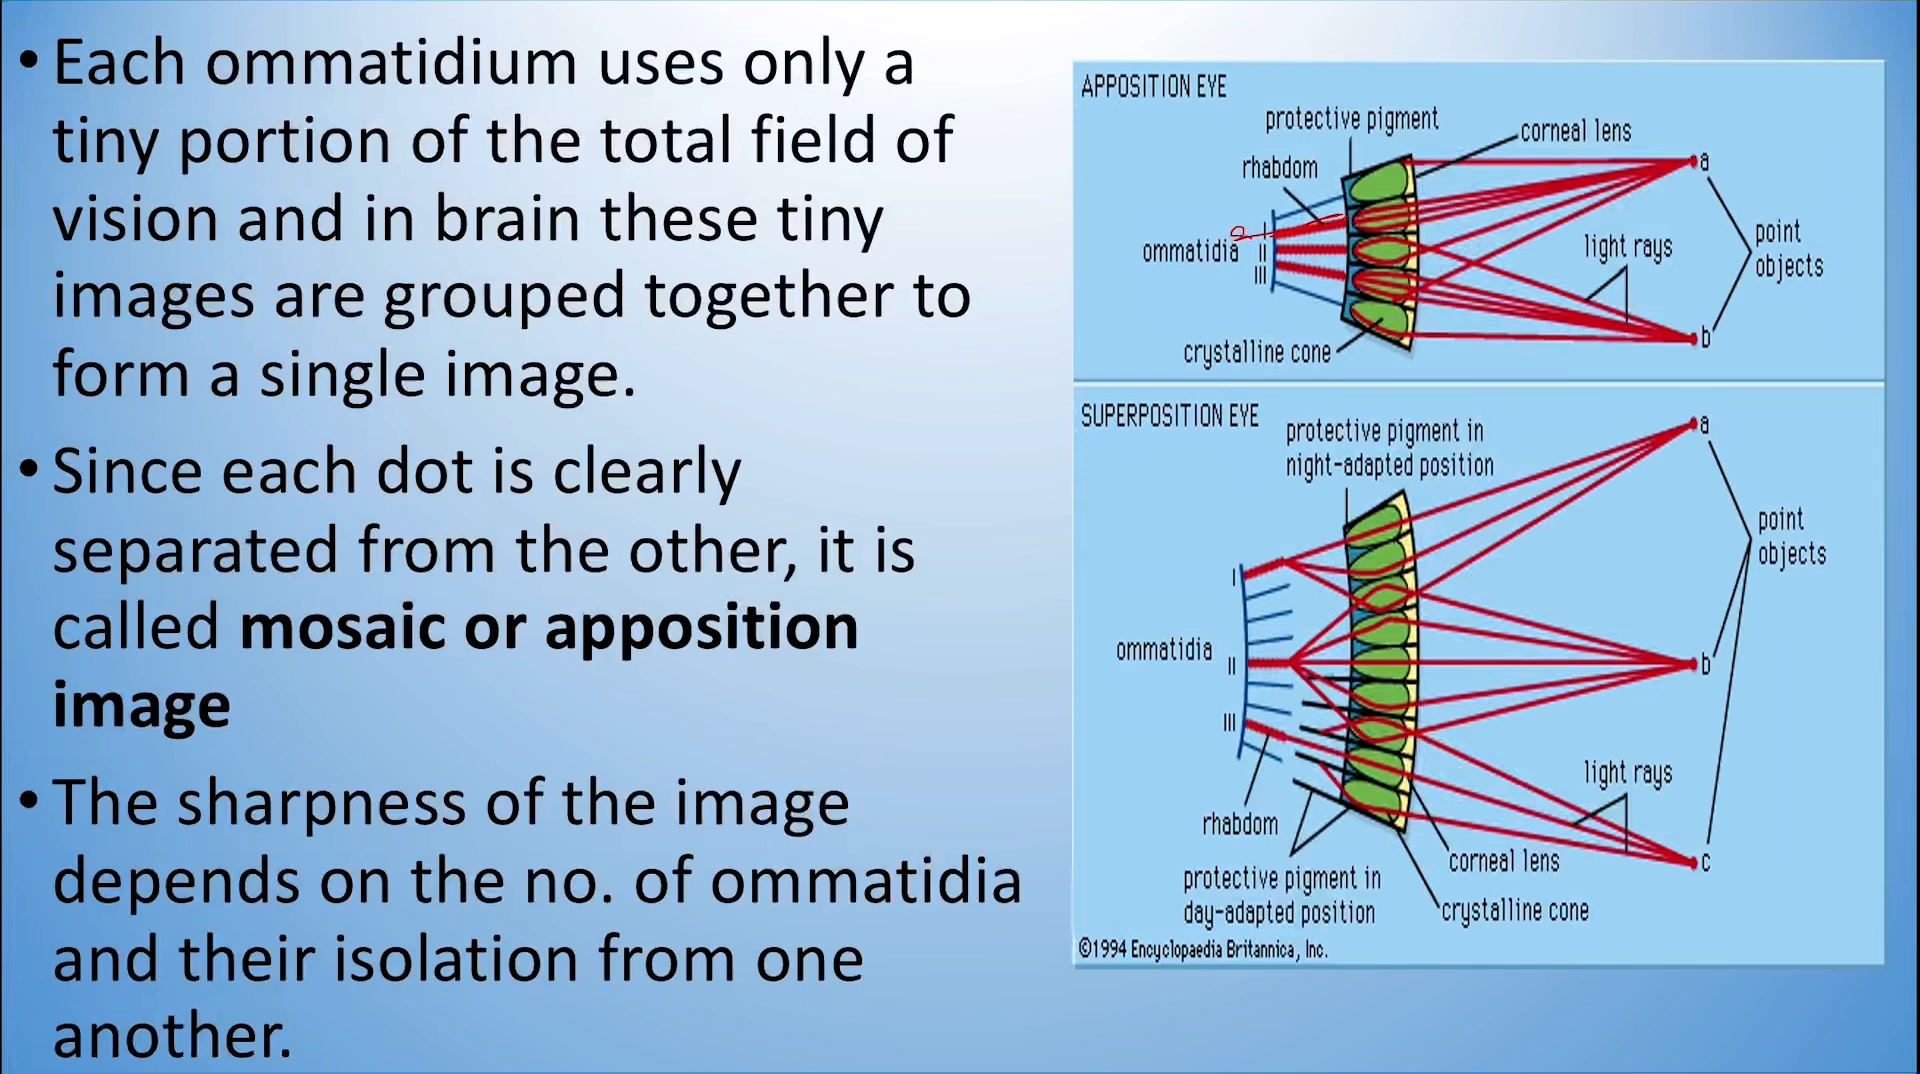 • Each ommatidium uses only a
tiny portion of the total field of
vision and in brain these tiny
images are grouped together to
form a single image.
• Since each dot is clearly
separated from the other, it is
called mosaic or apposition
image
• The sharpness of the image
depends on the no. of ommatidia
and their isolation from one
another.
APPOSITION EYE
protective pigment
corneal lens
rhabdom
a
I
ommatidia
II
III
light rays
point
objects
b
crystalline cone
SUPERPOSITION EYE
protective pigment in
night-adapted position
a
point
objects
I
ommatidia
II
b
III
light rays
rhabdom
corneal lens
c
protective pigment in
day-adapted position
crystalline cone
©1994 Encyclopaedia Britannica, Inc.